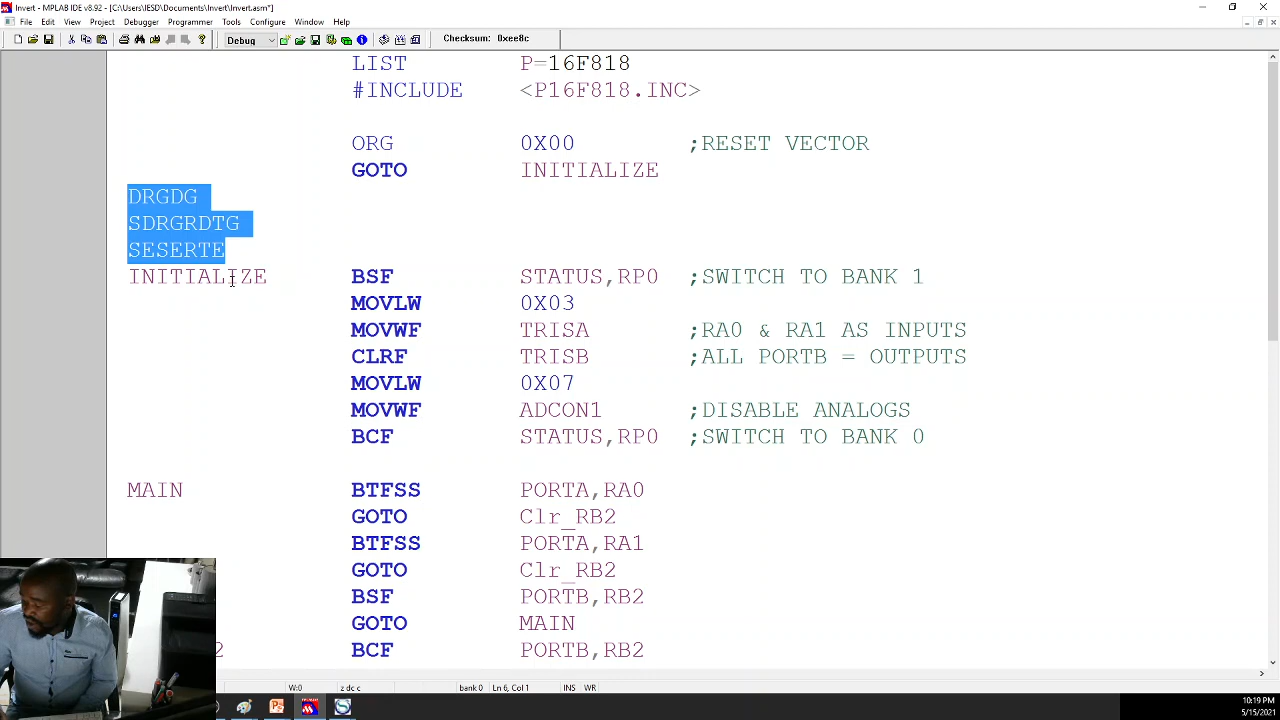 Invert - MPLAB IDE v8.92 - [C:\Users\IESD\Documents\Invert\Invert.asm*]
File Edit View Project Debugger Programmer Tools Configure Window Help
Debug Checksum: 0xee8c
LIST P=16F818
#INCLUDE <P16F818.INC>
ORG 0X00 ;RESET VECTOR
GOTO INITIALIZE
DRGDG
SDRGRDTG
SESERTE
INITIALIZE BSF STATUS,RP0 ;SWITCH TO BANK 1
MOVLW 0X03
MOVWF TRISA ;RA0 & RA1 AS INPUTS
CLRF TRISB ;ALL PORTB = OUTPUTS
MOVLW 0X07
MOVWF ADCON1 ;DISABLE ANALOGS
BCF STATUS,RP0 ;SWITCH TO BANK 0
MAIN BTFSS PORTA,RA0
GOTO Clr_RB2
BTFSS PORTA,RA1
GOTO Clr_RB2
BSF PORTB,RB2
GOTO MAIN
BCF PORTB,RB2
W:0 z dc c bank 0 Ln 6, Col 1 INS WR
10:19 PM
5/15/2021